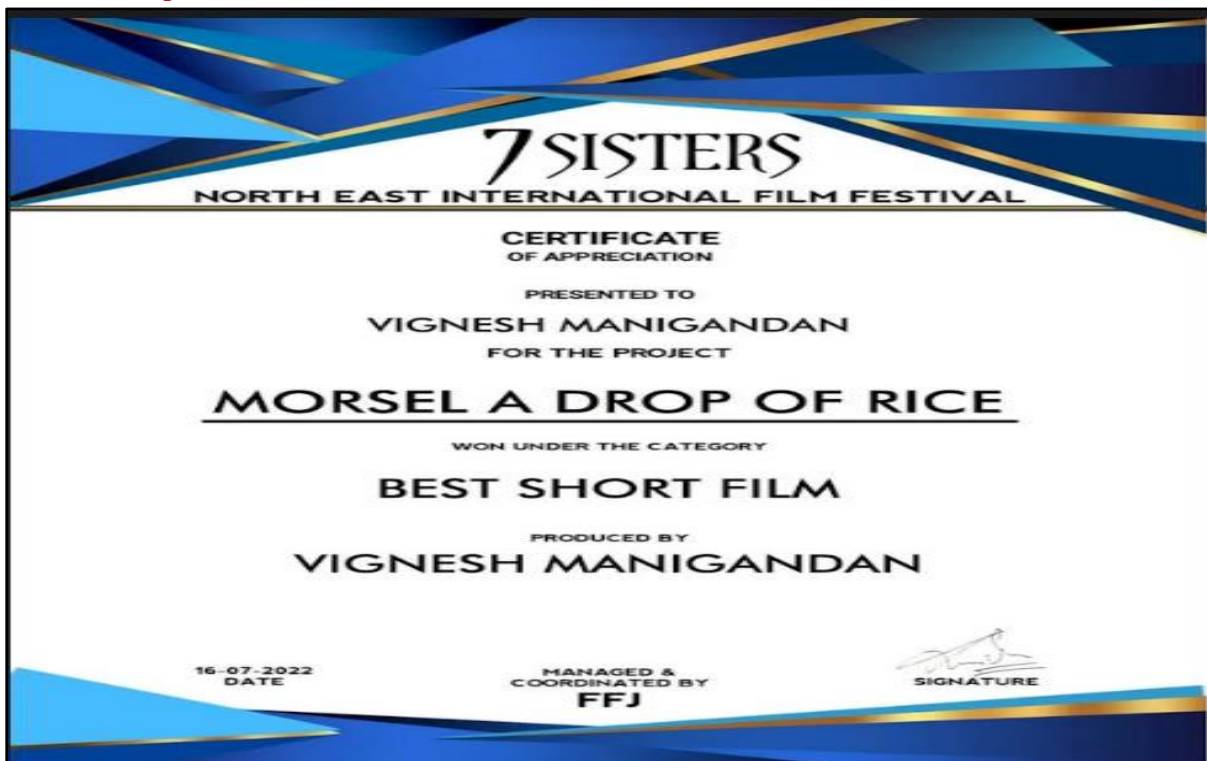 7 SISTERS
NORTH EAST INTERNATIONAL FILM FESTIVAL
CERTIFICATE
OF APPRECIATION
PRESENTED TO
VIGNESH MANIGANDAN
FOR THE PROJECT
MORSEL A DROP OF RICE
WON UNDER THE CATEGORY
BEST SHORT FILM
PRODUCED BY
VIGNESH MANIGANDAN
16-07-2022
DATE
MANAGED &
COORDINATED BY
FFJ
SIGNATURE